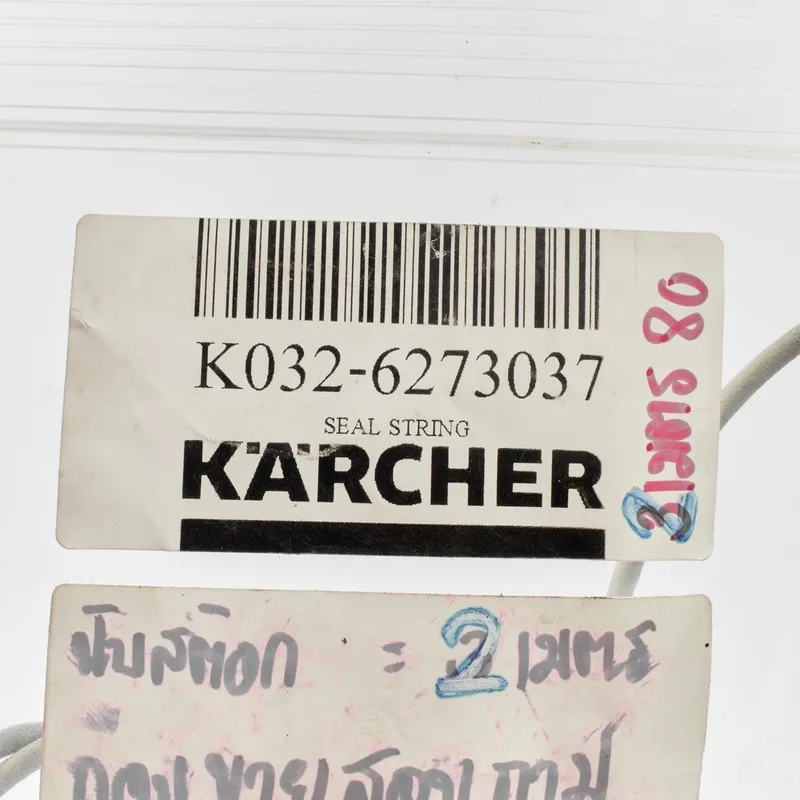 K032-6273037
SEAL STRING
KÄRCHER
2 เมตร 80
นับสต๊อก = 2 เมตร